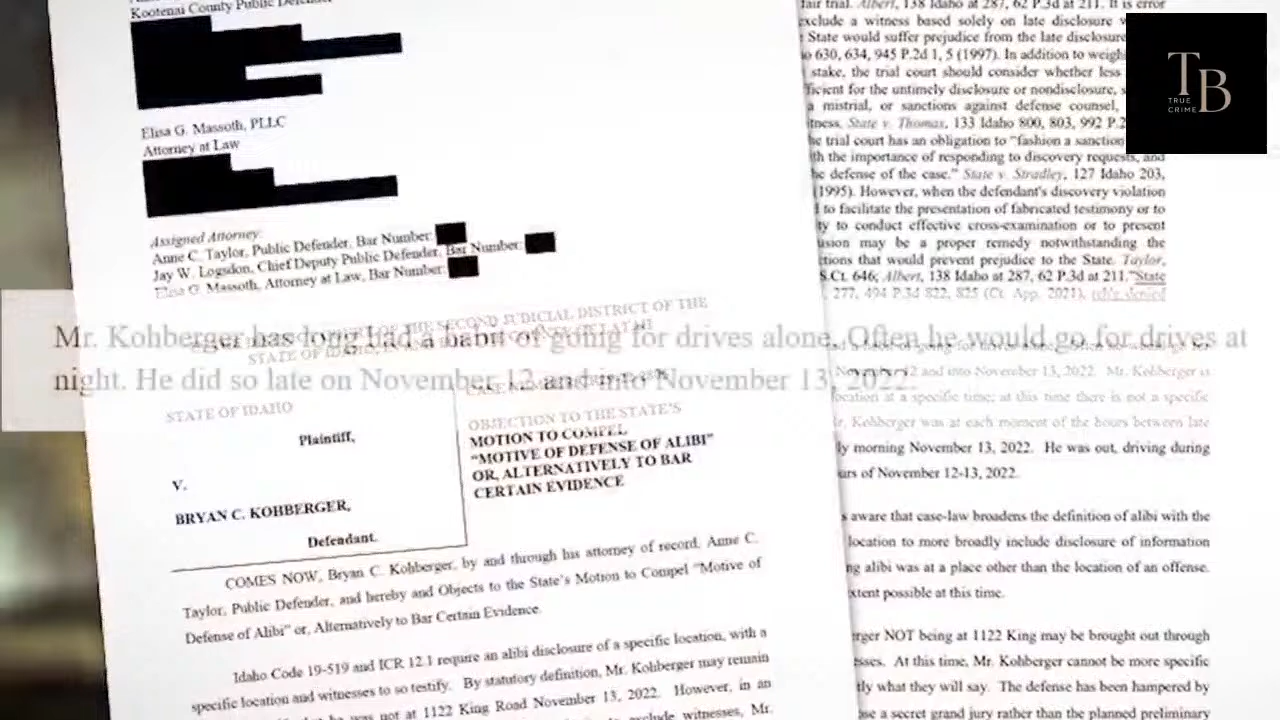 Kootenai County Public Defender
Elisa G. Massoth, PLLC
Attorney at Law
Assigned Attorney:
Anne C. Taylor, Public Defender, Bar Number:
Jay W. Logsdon, Chief Deputy Public Defender, Bar Number:
Elisa G. Massoth, Attorney at Law, Bar Number:
SECOND JUDICIAL DISTRICT OF THE
STATE OF IDAHO,
Mr. Kohberger has long had a habit of going for drives alone. Often he would go for drives at
night. He did so late on November 12 and into November 13, 2022.
STATE OF IDAHO
Plaintiff,
V.
BRYAN C. KOHBERGER,
Defendant.
OBJECTION TO THE STATE'S
MOTION TO COMPEL
"MOTIVE OF DEFENSE OF ALIBI"
OR, ALTERNATIVELY TO BAR
CERTAIN EVIDENCE
COMES NOW, Bryan C. Kohberger, by and through his attorney of record, Anne C.
Taylor, Public Defender, and hereby and Objects to the State's Motion to Compel "Motive of
Defense of Alibi" or, Alternatively to Bar Certain Evidence.
Idaho Code 19-519 and ICR 12.1 require an alibi disclosure of a specific location, with a
specific location and witnesses to so testify. By statutory definition, Mr. Kohberger may remain
he was not at 1122 King Road November 13, 2022. However, in an
exclude witnesses, Mr.
fair trial. Albert, 138 Idaho at 287, 62 P.3d at 211. It is error
exclude a witness based solely on late disclosure
State would suffer prejudice from the late disclosure
630, 634, 945 P.2d 1, 5 (1997). In addition to
stake, the trial court should consider whether less
for the untimely disclosure or nondisclosure,
a mistrial, or sanctions against defense counsel,
State v. Thomas, 133 Idaho 800, 803, 992 P.2
trial court has an obligation to "fashion a sanction
the importance of responding to discovery requests, and
defense of the case." State v. Stradley, 127 Idaho 203,
(1995). However, when the defendant's discovery violation
to facilitate the presentation of fabricated testimony or to
to conduct effective cross-examination or to present
may be a proper remedy notwithstanding the
that would prevent prejudice to the State. Taylor,
S.Ct. 646; Albert, 138 Idaho at 287, 62 P.3d at 211."State
277, 494 P.3d 822, 825 (Ct. App. 2021),
November 12 and into November 13, 2022. Mr. Kohberger is
location at a specific time; at this time there is not a specific
Kohberger was at each moment of the hours between late
morning November 13, 2022. He was out, driving during
of November 12-13, 2022.
aware that case-law broadens the definition of alibi with the
location to more broadly include disclosure of information
alibi was at a place other than the location of an offense.
possible at this time.
NOT being at 1122 King may be brought out through
At this time, Mr. Kohberger cannot be more specific
what they will say. The defense has been hampered by
a secret grand jury rather than the planned preliminary
TB
TRUE
CRIME